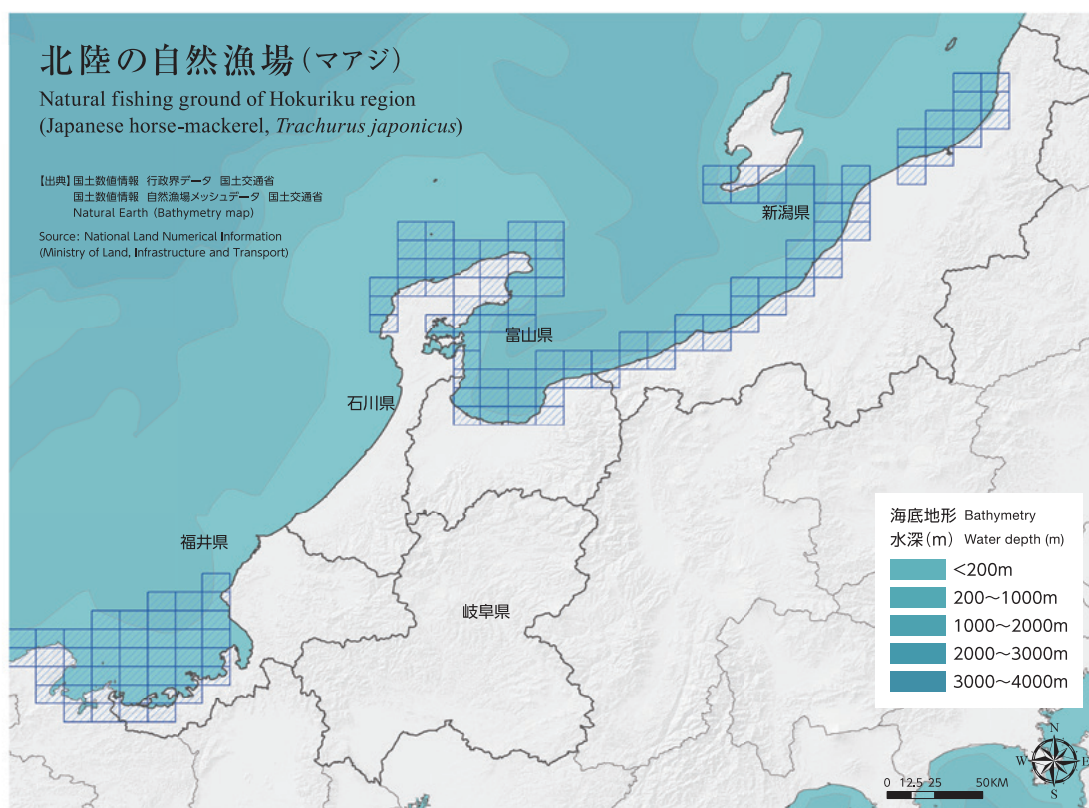 北陸の自然漁場（マアジ）
Natural fishing ground of Hokuriku region
(Japanese horse-mackerel, Trachurus japonicus)
【出典】国土数値情報 行政界データ 国土交通省
国土数値情報 自然漁場メッシュデータ 国土交通省
Natural Earth (Bathymetry map)
Source: National Land Numerical Information
(Ministry of Land, Infrastructure and Transport)
新潟県
富山県
石川県
福井県
岐阜県
海底地形 Bathymetry
水深(m) Water depth (m)
<200m
200～1000m
1000～2000m
2000～3000m
3000～4000m
N
W E
S
0 12.5 25 50KM